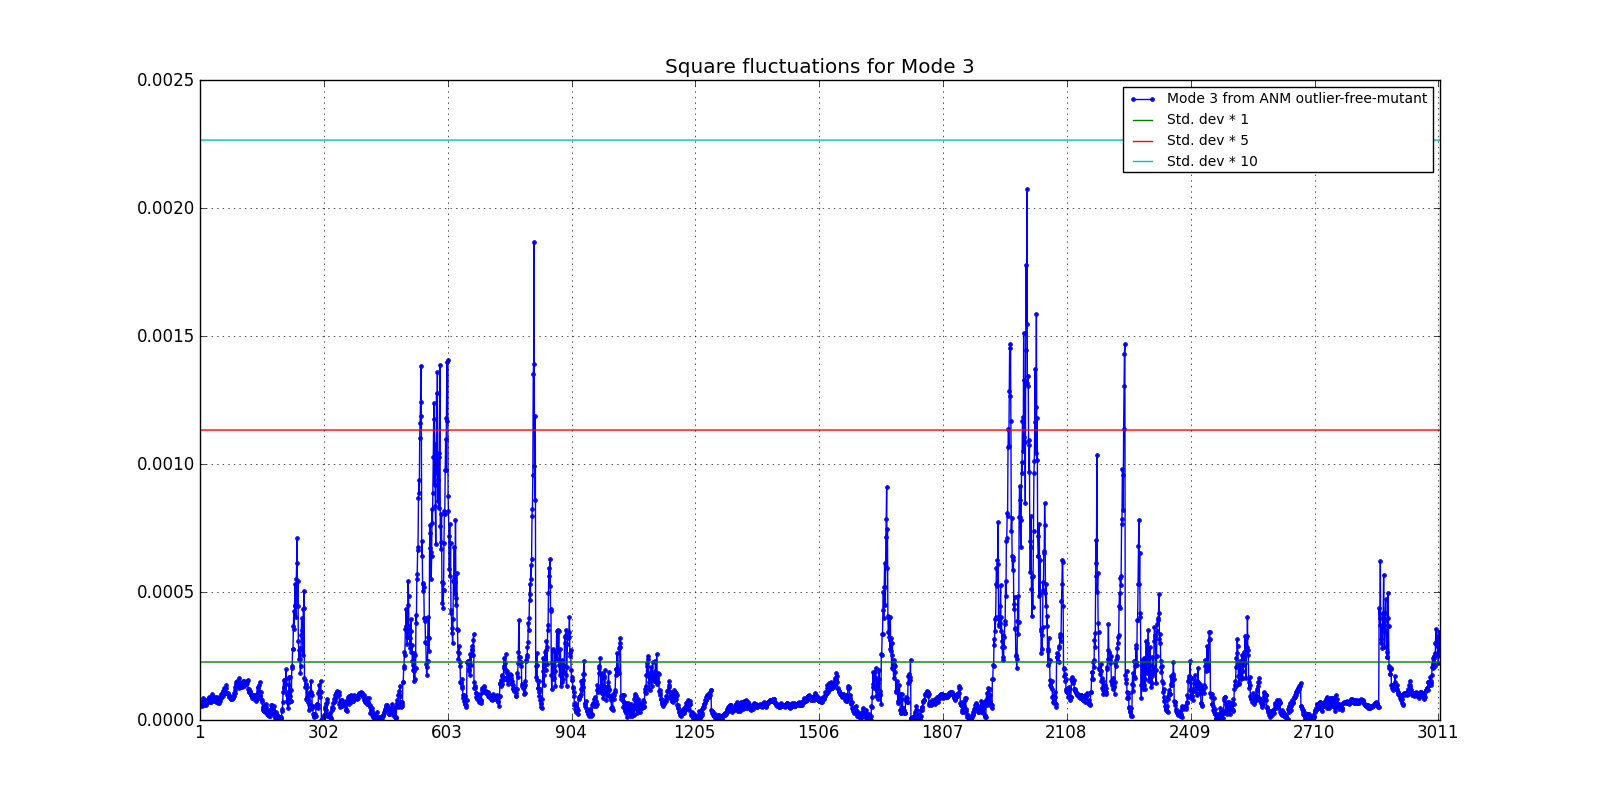 Square fluctuations for Mode 3
0.0025
0.0020
0.0015
0.0010
0.0005
0.0000
Mode 3 from ANM outlier-free-mutant
Std. dev * 1
Std. dev * 5
Std. dev * 10
1 302 603 904 1205 1506 1807 2108 2409 2710 3011